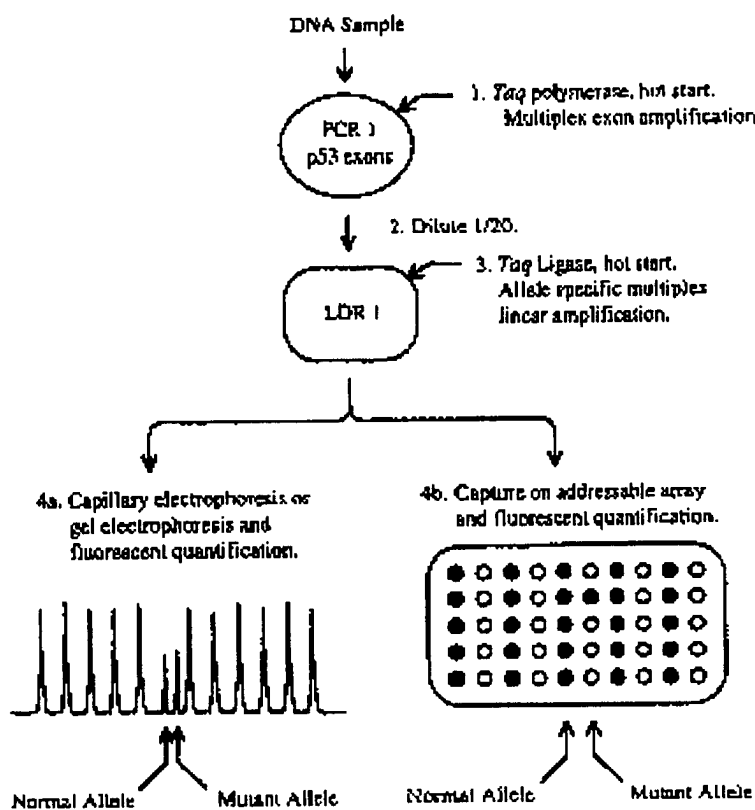 DNA Sample
1. Taq polymerase, hot start.
Multiplex exon amplification
PCR 1
p53 exons
2. Dilute 1/20.
3. Taq Ligase, hot start.
Allele specific multiplex
linear amplification.
LDR 1
4a. Capillary electrophoresis or
gel electrophoresis and
fluorescent quantification.
4b. Capture on addressable array
and fluorescent quantification.
Normal Allele
Mutant Allele
Normal Allele
Mutant Allele